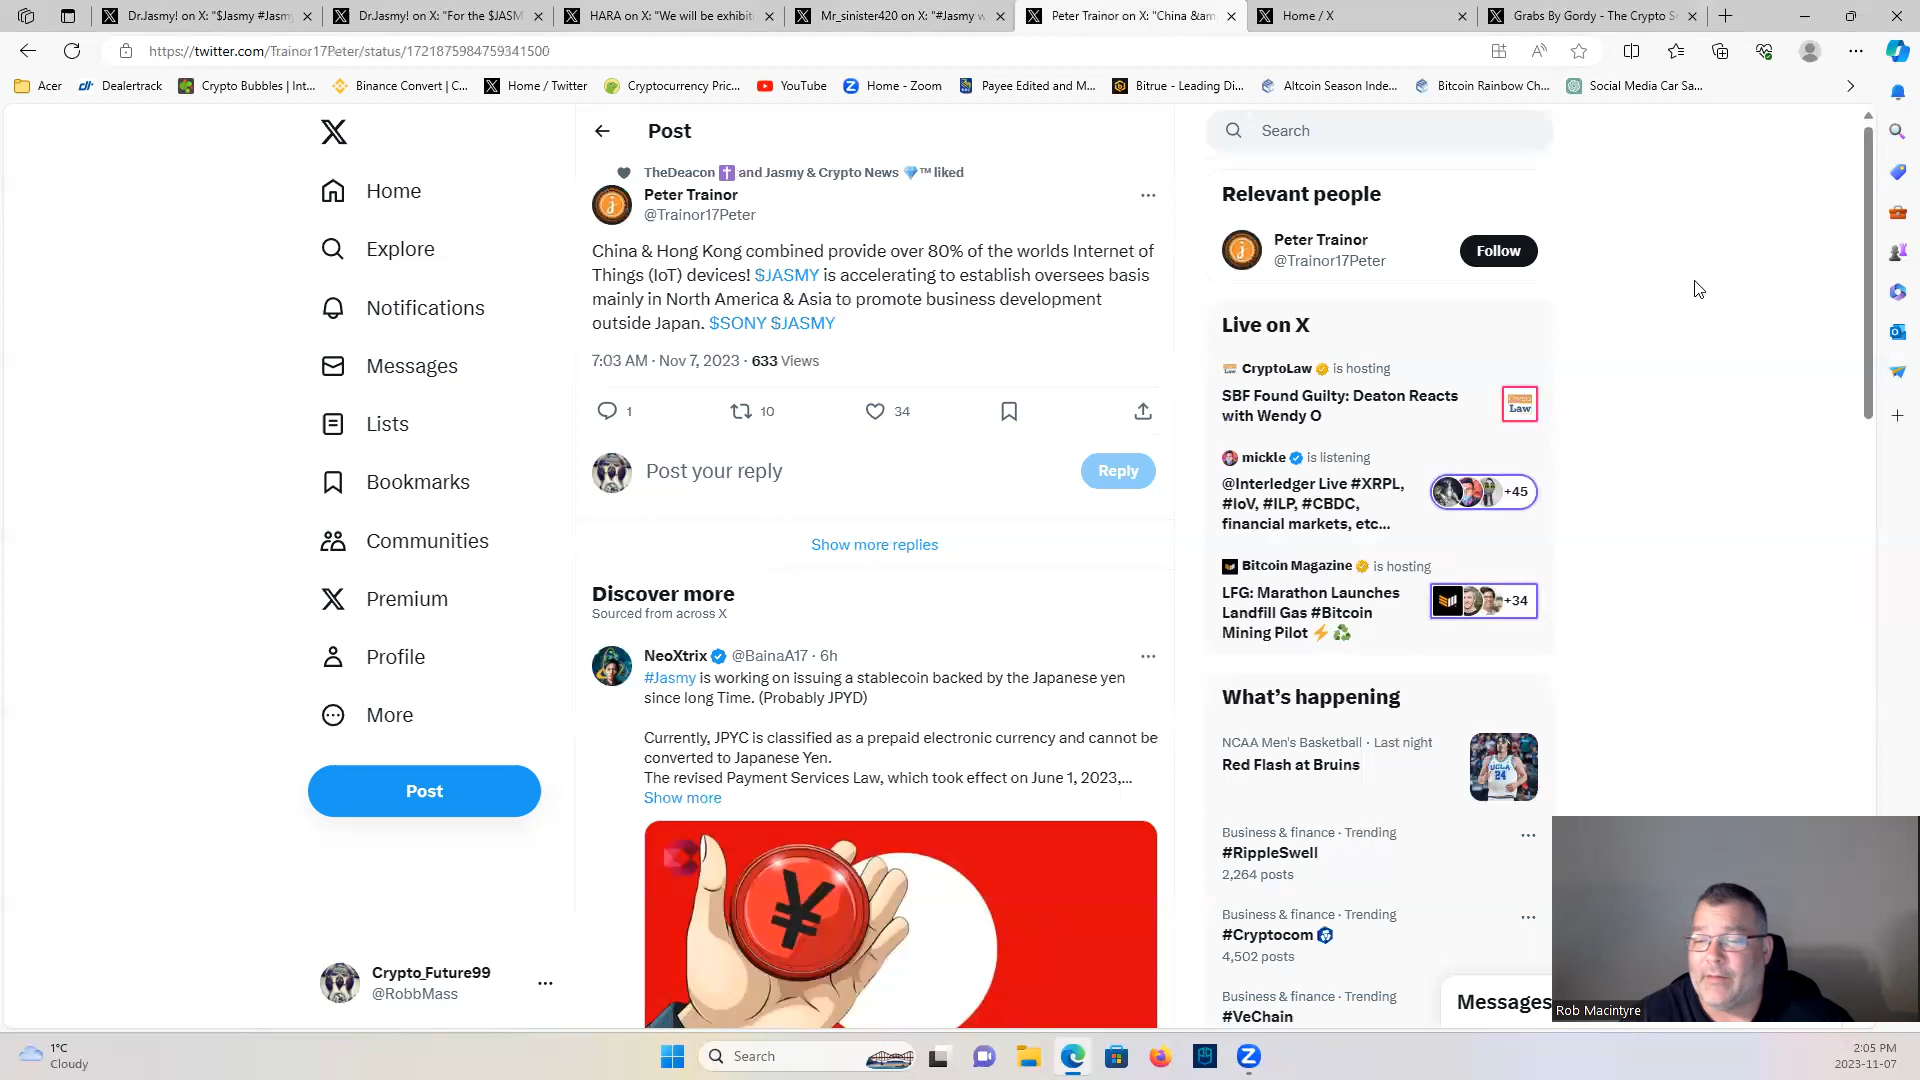 Dr.Jasmy! on X: "$Jasmy #Jasmy
Dr.Jasmy! on X: "For the $JASM
HARA on X: "We will be exhibiti
Mr_sinister420 on X: "#Jasmy w
Peter Trainor on X: "China &am
Home / X
Grabs By Gordy - The Crypto Se
https://twitter.com/Trainor17Peter/status/1721875984759341500
Acer
Dealertrack
Crypto Bubbles | Int...
Binance Convert | C...
Home / Twitter
Cryptocurrency Pric...
YouTube
Home - Zoom
Payee Edited and M...
Bitrue - Leading Di...
Altcoin Season Inde...
Bitcoin Rainbow Ch...
Social Media Car Sa...
Home
Explore
Notifications
Messages
Lists
Bookmarks
Communities
Premium
Profile
More
Post
Crypto_Future99
@RobbMass
Post
TheDeacon ✝️ and Jasmy & Crypto News 💎™ liked
Peter Trainor
@Trainor17Peter
China & Hong Kong combined provide over 80% of the worlds Internet of
Things (IoT) devices! $JASMY is accelerating to establish oversees basis
mainly in North America & Asia to promote business development
outside Japan. $SONY $JASMY
7:03 AM · Nov 7, 2023 · 633 Views
1 10 34
Post your reply
Reply
Show more replies
Discover more
Sourced from across X
NeoXtrix @BainaA17 · 6h
#Jasmy is working on issuing a stablecoin backed by the Japanese yen
since long Time. (Probably JPYD)
Currently, JPYC is classified as a prepaid electronic currency and cannot be
converted to Japanese Yen.
The revised Payment Services Law, which took effect on June 1, 2023,...
Show more
¥
Search
Relevant people
Peter Trainor
@Trainor17Peter
Follow
Live on X
CryptoLaw is hosting
SBF Found Guilty: Deaton Reacts
with Wendy O
Law
mickle is listening
@Interledger Live #XRPL,
#IoV, #ILP, #CBDC,
financial markets, etc...
+45
Bitcoin Magazine is hosting
LFG: Marathon Launches
Landfill Gas #Bitcoin
Mining Pilot ⚡♻️
+34
What's happening
NCAA Men's Basketball · Last night
Red Flash at Bruins
UCLA
24
Business & finance · Trending
#RippleSwell
2,264 posts
Business & finance · Trending
#Cryptocom
4,502 posts
Business & finance · Trending
#VeChain
Messages
Rob Macintyre
1°C
Cloudy
Search
2:05 PM
2023-11-07